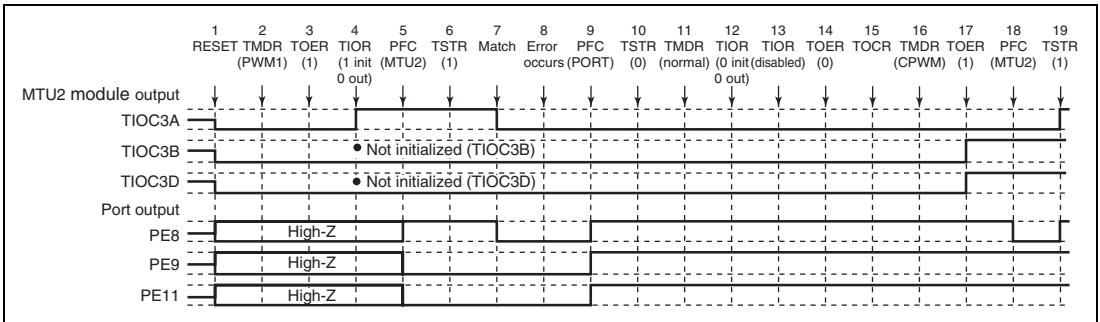 1 2 3 4 5 6 7 8 9 10 11 12 13 14 15 16 17 18 19
RESET TMDR TOER TIOR PFC TSTR Match Error PFC TSTR TMDR TIOR TIOR TOER TOCR TMDR TOER PFC TSTR
(PWM1) (1) (1 init (MTU2) (1) occurs (PORT) (0) (normal) (0 init (disabled) (0) (CPWM) (1) (MTU2) (1)
0 out) 0 out)
MTU2 module output
TIOC3A
TIOC3B • Not initialized (TIOC3B)
TIOC3D • Not initialized (TIOC3D)
Port output
PE8 High-Z
PE9 High-Z
PE11 High-Z